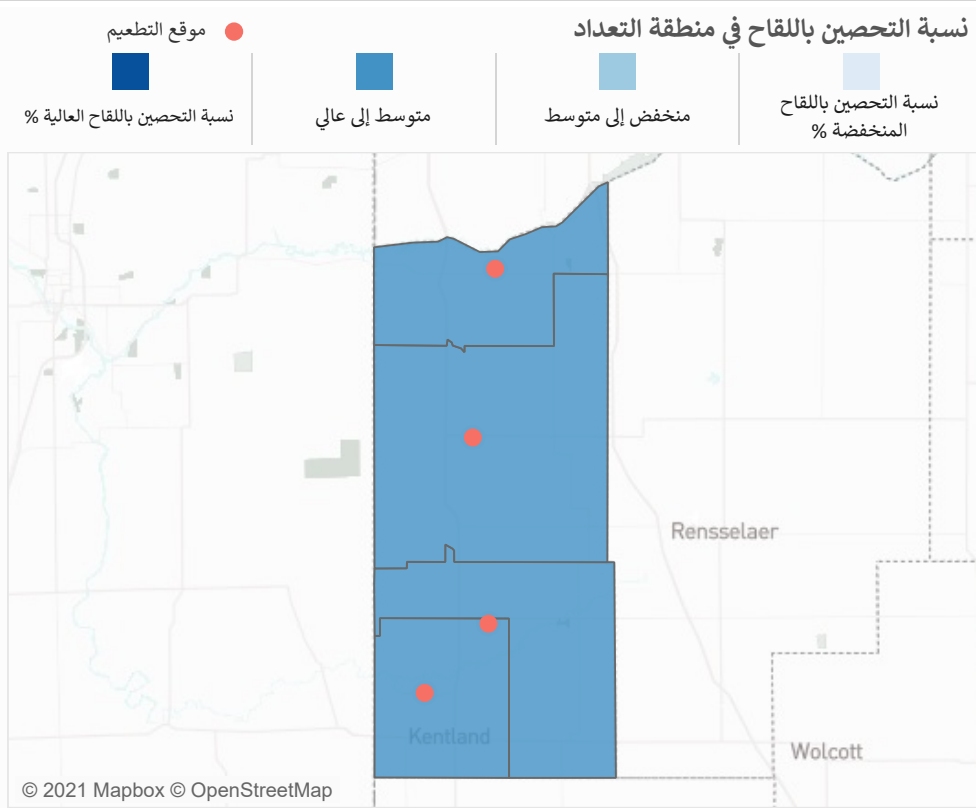 نسبة التحصين باللقاح في منطقة التعداد
موقع التطعيم
نسبة التحصين باللقاح
المنخفضة %
منخفض إلى متوسط
متوسط إلى عالي
نسبة التحصين باللقاح العالية %
Rensselaer
Kentland
Wolcott
© 2021 Mapbox © OpenStreetMap